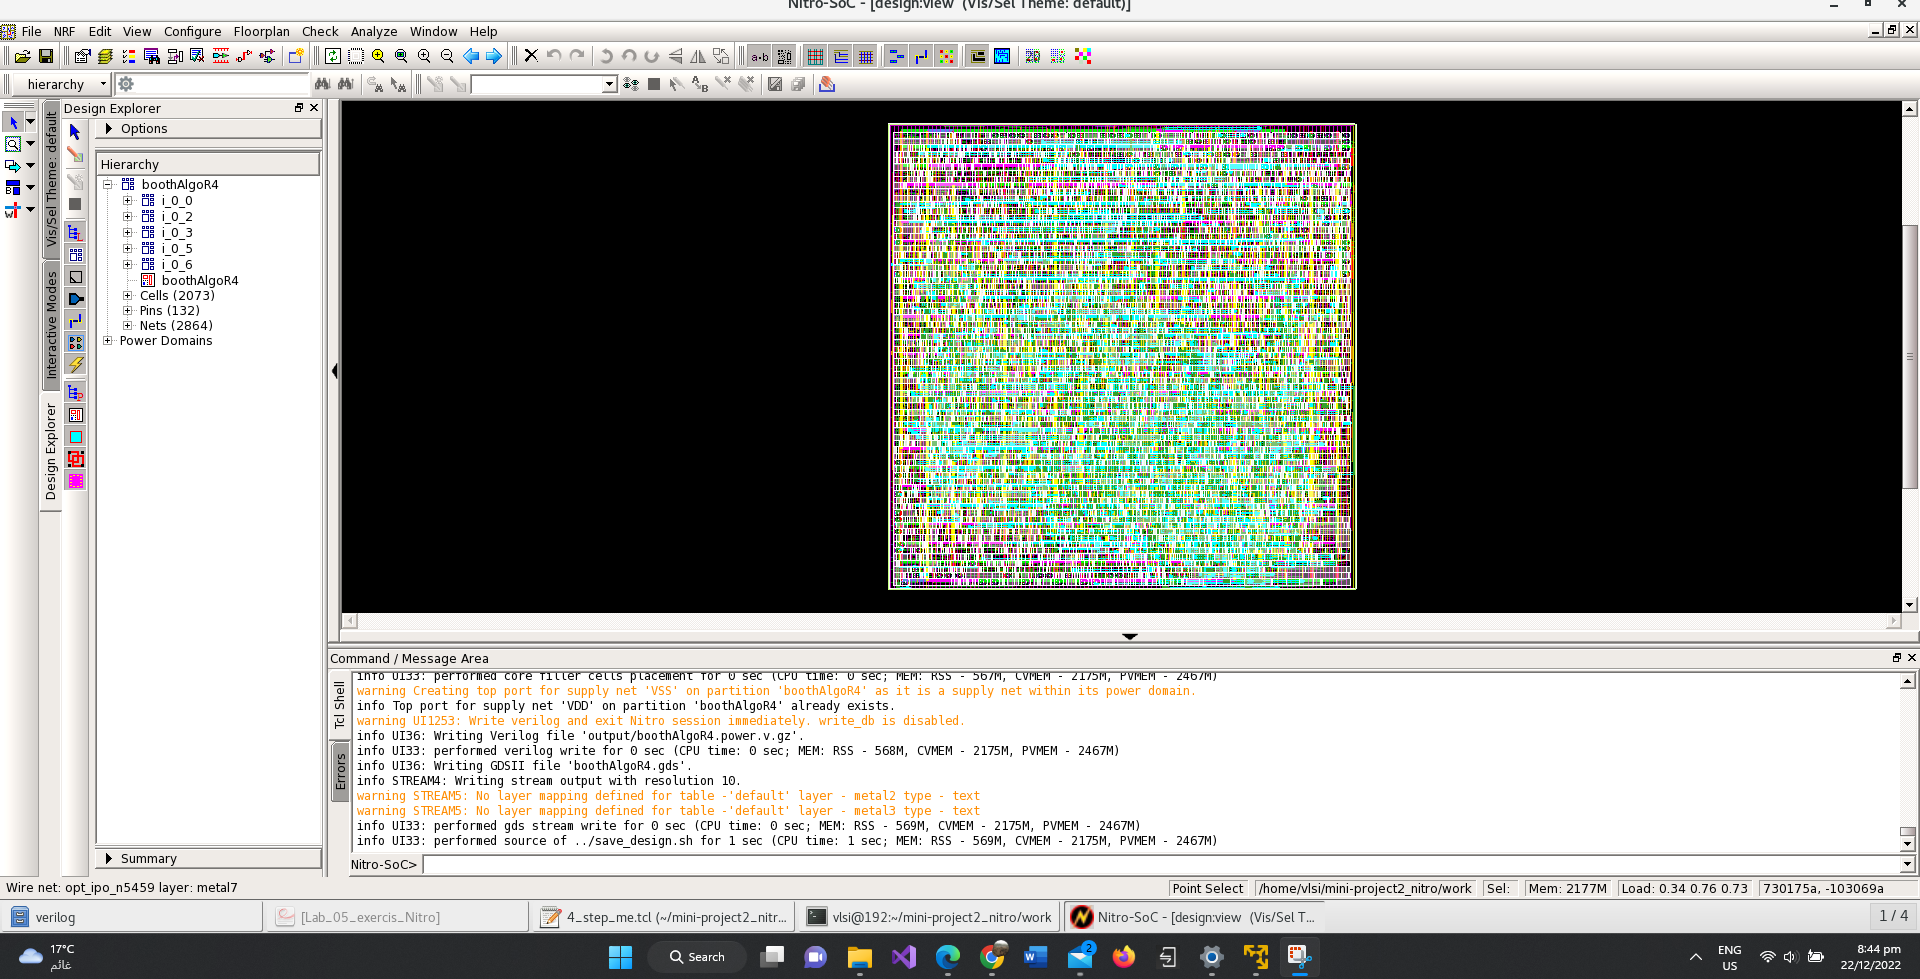 Nitro-SoC - [design:view (Vis/Sel Theme: default)]
File NRF Edit View Configure Floorplan Check Analyze Window Help
hierarchy
Design Explorer
Options
Hierarchy
boothAlgoR4
i_0_0
i_0_2
i_0_3
i_0_5
i_0_6
boothAlgoR4
Cells (2073)
Pins (132)
Nets (2864)
Power Domains
Summary
Vis/Sel Theme: default
Interactive Modes
Design Explorer
Command / Message Area
Tcl Shell
Errors
info UI33: performed core filler cells placement for 0 sec (CPU time: 0 sec; MEM: RSS - 567M, CVMEM - 2175M, PVMEM - 2467M)
warning Creating top port for supply net 'VSS' on partition 'boothAlgoR4' as it is a supply net within its power domain.
info Top port for supply net 'VDD' on partition 'boothAlgoR4' already exists.
warning UI1253: Write verilog and exit Nitro session immediately. write_db is disabled.
info UI36: Writing Verilog file 'output/boothAlgoR4.power.v.gz'.
info UI33: performed verilog write for 0 sec (CPU time: 0 sec; MEM: RSS - 568M, CVMEM - 2175M, PVMEM - 2467M)
info UI36: Writing GDSII file 'boothAlgoR4.gds'.
info STREAM4: Writing stream output with resolution 10.
warning STREAM5: No layer mapping defined for table -'default' layer - metal2 type - text
warning STREAM5: No layer mapping defined for table -'default' layer - metal3 type - text
info UI33: performed gds stream write for 0 sec (CPU time: 0 sec; MEM: RSS - 569M, CVMEM - 2175M, PVMEM - 2467M)
info UI33: performed source of ../save_design.sh for 1 sec (CPU time: 1 sec; MEM: RSS - 569M, CVMEM - 2175M, PVMEM - 2467M)
Nitro-SoC>
Wire net: opt_ipo_n5459 layer: metal7
Point Select /home/vlsi/mini-project2_nitro/work Sel: Mem: 2177M Load: 0.34 0.76 0.73 730175a, -103069a
verilog [Lab_05_exercis_Nitro] 4_step_me.tcl (~/mini-project2_nitr... vlsi@192:~/mini-project2_nitro/work Nitro-SoC - [design:view (Vis/Sel T... 1 / 4
17°C
غائم
Search
2
ENG
US
8:44 pm
22/12/2022